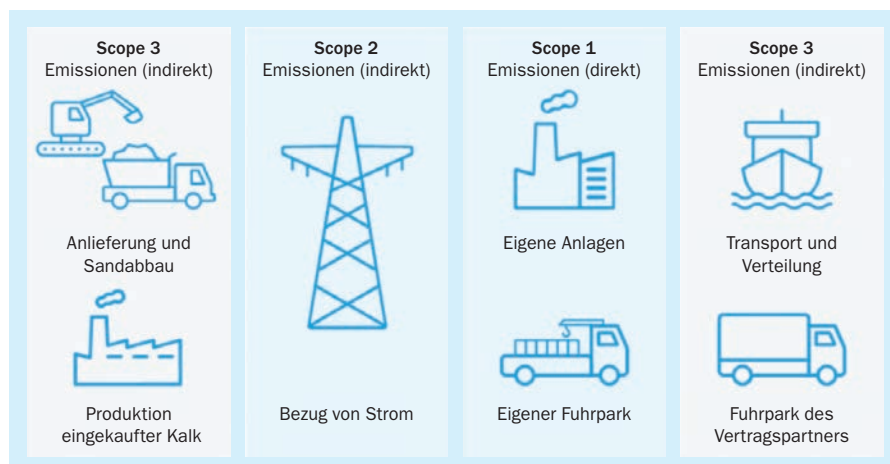 Scope 3
Emissionen (indirekt)
Anlieferung und
Sandabbau
Produktion
eingekaufter Kalk
Scope 2
Emissionen (indirekt)
Bezug von Strom
Scope 1
Emissionen (direkt)
Eigene Anlagen
Eigener Fuhrpark
Scope 3
Emissionen (indirekt)
Transport und
Verteilung
Fuhrpark des
Vertragspartners